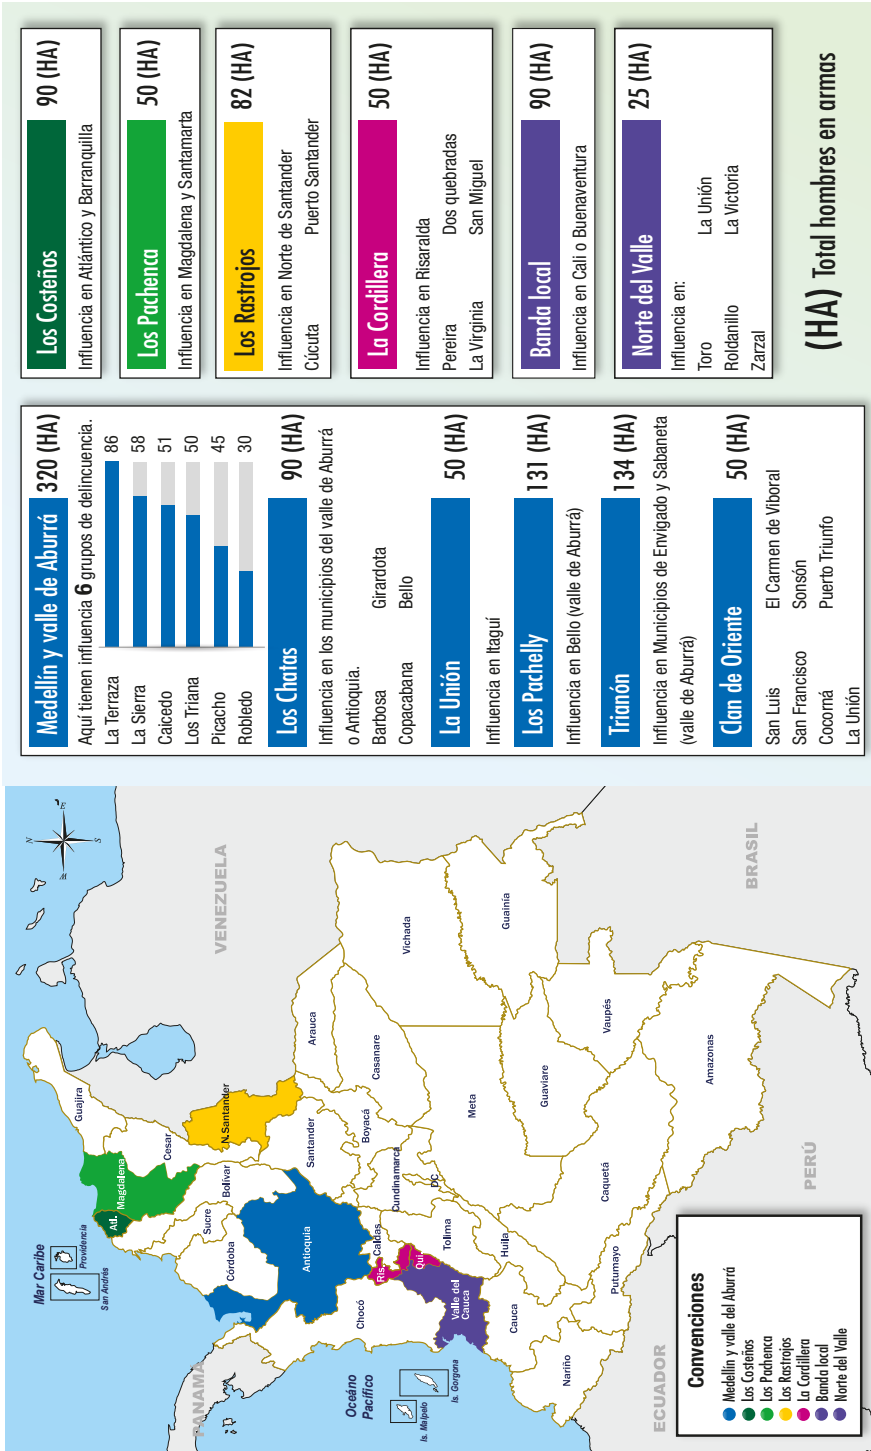 Mar Caribe
Providencia
San Andrés
N
E
S
W
PANAMÁ
VENEZUELA
BRASIL
PERÚ
ECUADOR
Océano
Pacífico
Is. Malpelo
Is. Gorgona
Guajira
Magdalena
Atl.
Cesar
N. Santander
Bolívar
Sucre
Córdoba
Antioquia
Santander
Arauca
Boyacá
Casanare
Vichada
Chocó
Caldas
Ris.
Qui.
Cundinamarca
DC
Tolima
Valle del
Cauca
Meta
Guainía
Huila
Cauca
Guaviare
Vaupés
Nariño
Putumayo
Caquetá
Amazonas
Convenciones
Medellín y valle del Aburrá
Los Costeños
Los Pachenca
Los Rastrojos
La Cordillera
Banda local
Norte del Valle
Medellín y valle de Aburrá 320 (HA)
Aquí tienen influencia 6 grupos de delincuencia.
La Terraza 86
La Sierra 58
Caicedo 51
Los Triana 50
Picacho 45
Robledo 30
Los Chatas 90 (HA)
Influencia en los municipios del valle de Aburrá
o Antioquia.
Barbosa Girardota
Copacabana Bello
La Unión 50 (HA)
Influencia en Itaguí
Los Pachelly 131 (HA)
Influencia en Bello (valle de Aburrá)
Trianón 134 (HA)
Influencia en Municipios de Envigado y Sabaneta
(valle de Aburrá)
Clan de Oriente 50 (HA)
San Luis El Carmen de Viboral
San Francisco Sonsón
Cocorná Puerto Triunfo
La Unión
Los Costeños 90 (HA)
Influencia en Atlántico y Barranquilla
Los Pachenca 50 (HA)
Influencia en Magdalena y Santamarta
Los Rastrojos 82 (HA)
Influencia en Norte de Santander
Cúcuta Puerto Santander
La Cordillera 50 (HA)
Influencia en Risaralda
Pereira Dos quebradas
La Virginia San Miguel
Banda local 90 (HA)
Influencia en Cali o Buenaventura
Norte del Valle 25 (HA)
Influencia en:
Toro La Unión
Roldanillo La Victoria
Zarzal
(HA) Total hombres en armas